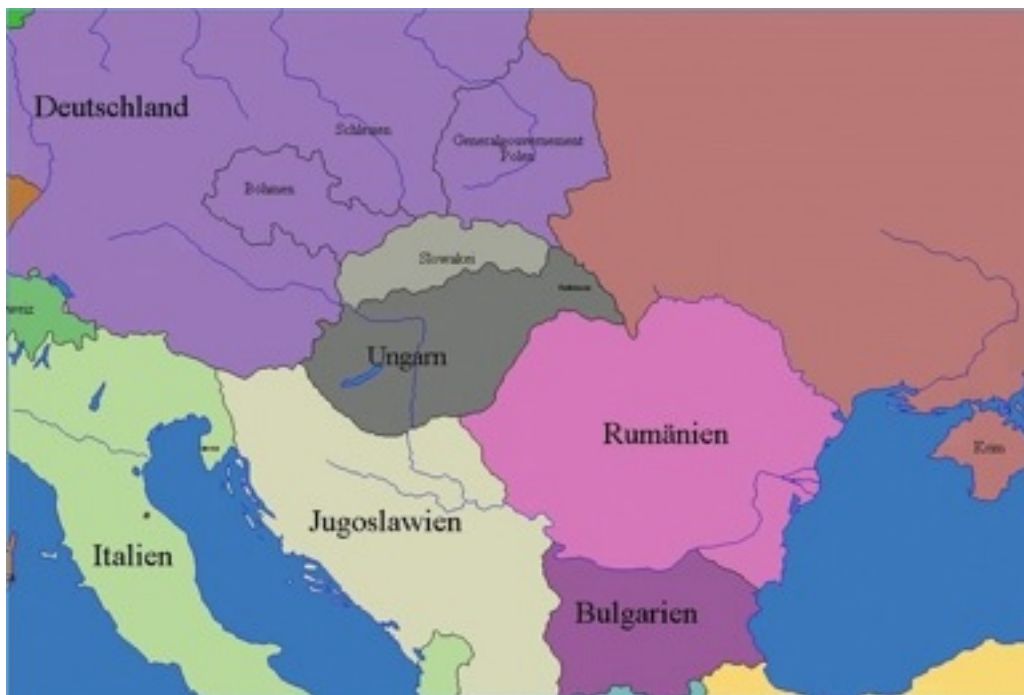 Deutschland
Schlesien
Generalgouvernement
Polen
Böhmen
Slowakei
Ungarn
Rumänien
Krim
Jugoslawien
Italien
Bulgarien